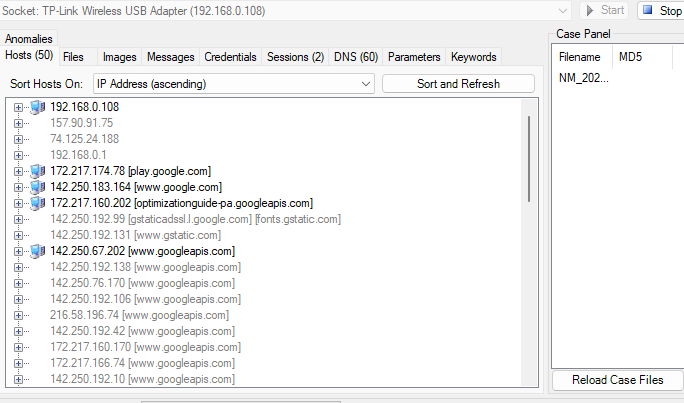 Socket: TP-Link Wireless USB Adapter (192.168.0.108)
Start
Stop
Anomalies
Hosts (50) Files Images Messages Credentials Sessions (2) DNS (60) Parameters Keywords
Sort Hosts On: IP Address (ascending) Sort and Refresh
192.168.0.108
157.90.91.75
74.125.24.188
192.168.0.1
172.217.174.78 [play.google.com]
142.250.183.164 [www.google.com]
172.217.160.202 [optimizationguide-pa.googleapis.com]
142.250.192.99 [gstaticadssl.l.google.com] [fonts.gstatic.com]
142.250.192.131 [www.gstatic.com]
142.250.67.202 [www.googleapis.com]
142.250.192.138 [www.googleapis.com]
142.250.76.170 [www.googleapis.com]
142.250.192.106 [www.googleapis.com]
216.58.196.74 [www.googleapis.com]
142.250.192.42 [www.googleapis.com]
172.217.160.170 [www.googleapis.com]
172.217.166.74 [www.googleapis.com]
142.250.192.10 [www.googleapis.com]
Case Panel
Filename MD5
NM_202...
Reload Case Files